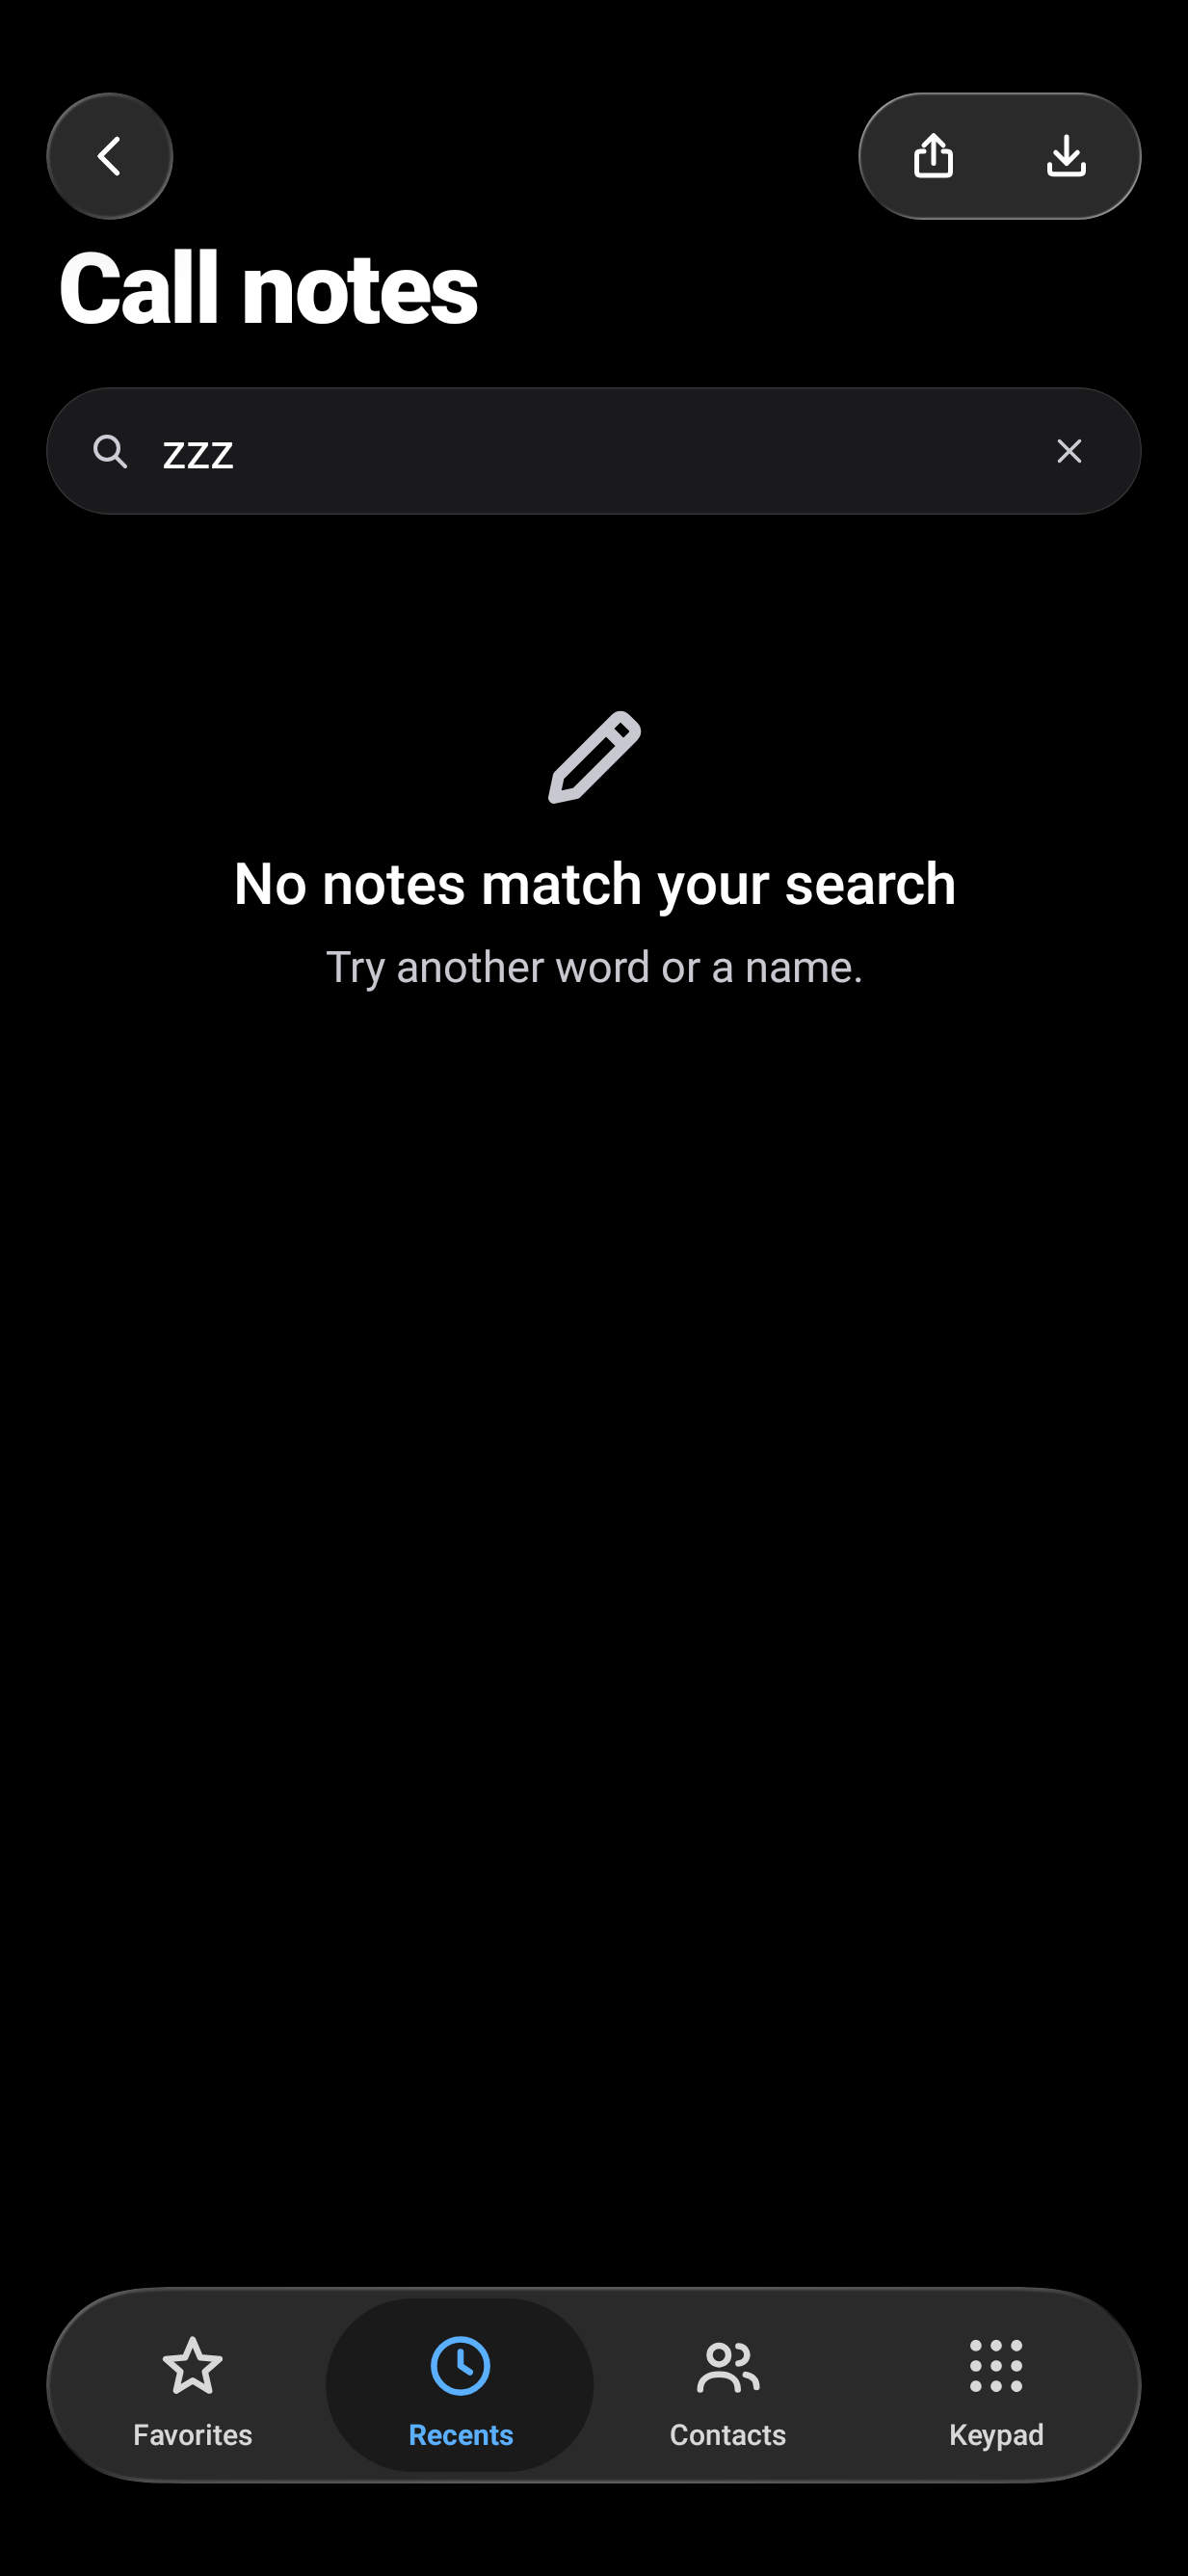 Call notes
zzz
No notes match your search
Try another word or a name.
Favorites
Recents
Contacts
Keypad